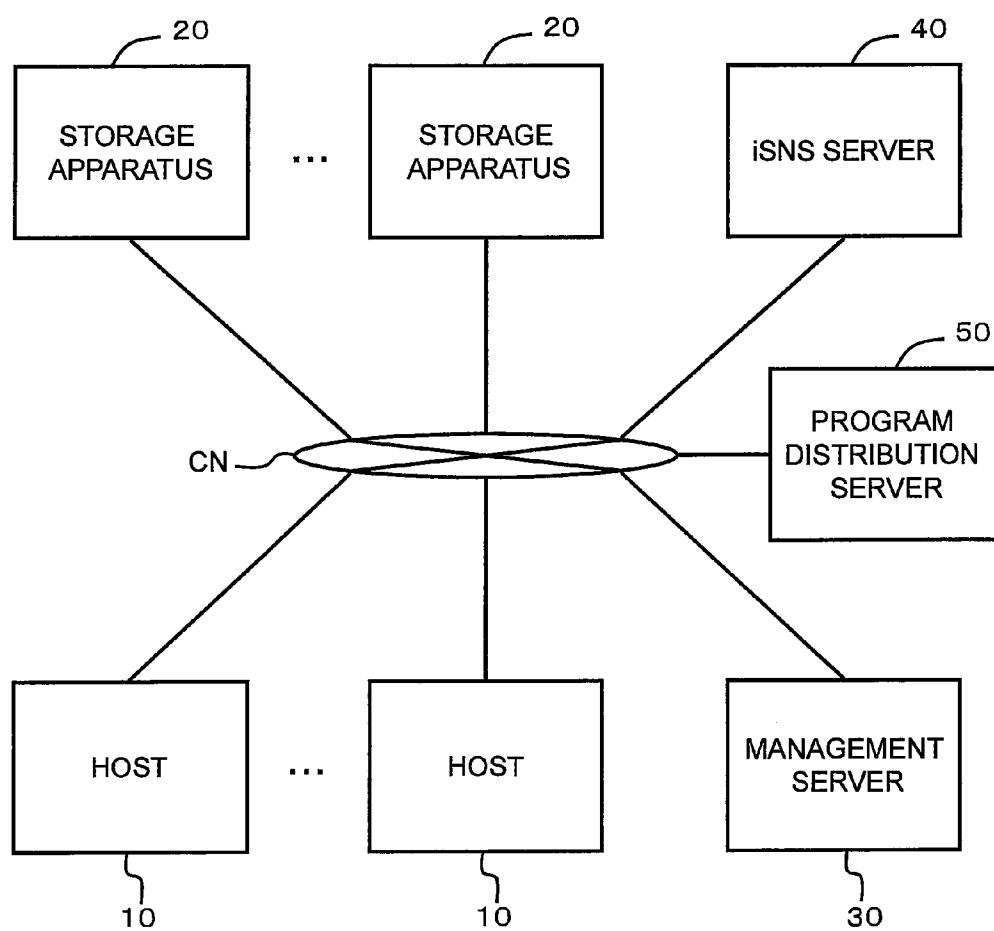 20
20
40
STORAGE
APPARATUS
...
STORAGE
APPARATUS
iSNS SERVER
50
PROGRAM
DISTRIBUTION
SERVER
CN
HOST
...
HOST
MANAGEMENT
SERVER
10
10
30